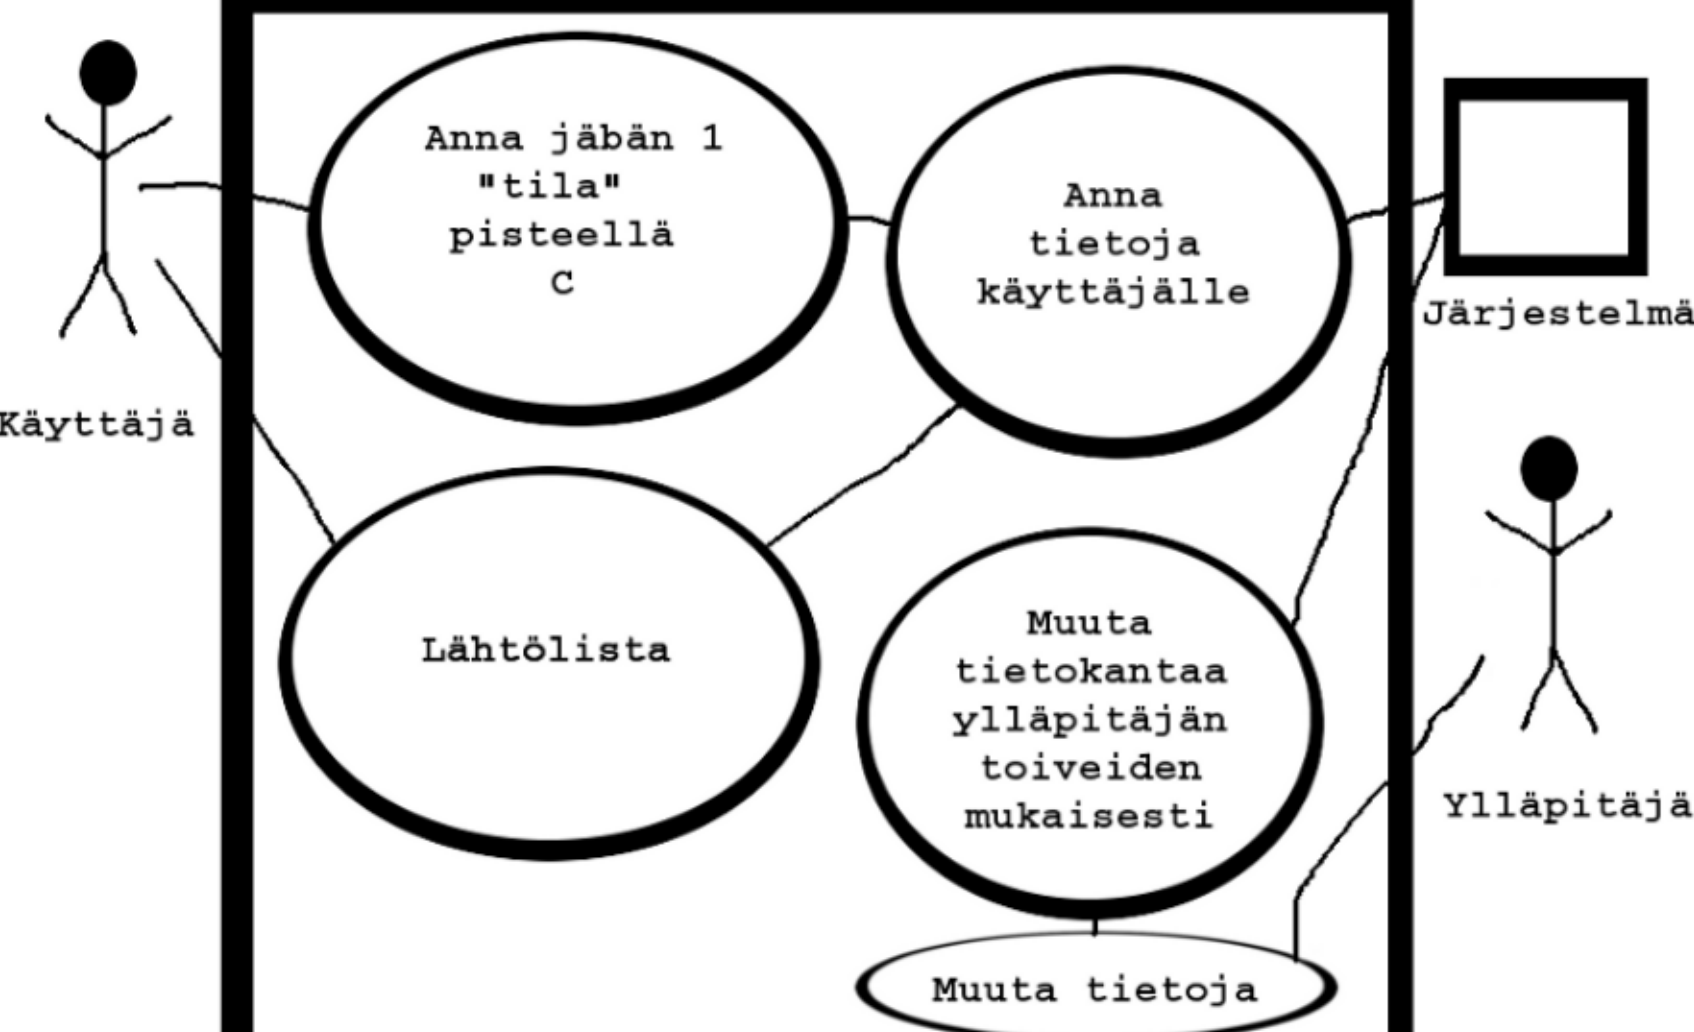 Anna jäbän 1
"tila"
pisteellä
C
Anna
tietoja
käyttäjälle
Järjestelmä
Käyttäjä
Lähtölista
Muuta
tietokantaa
ylläpitäjän
toiveiden
mukaisesti
Ylläpitäjä
Muuta tietoja